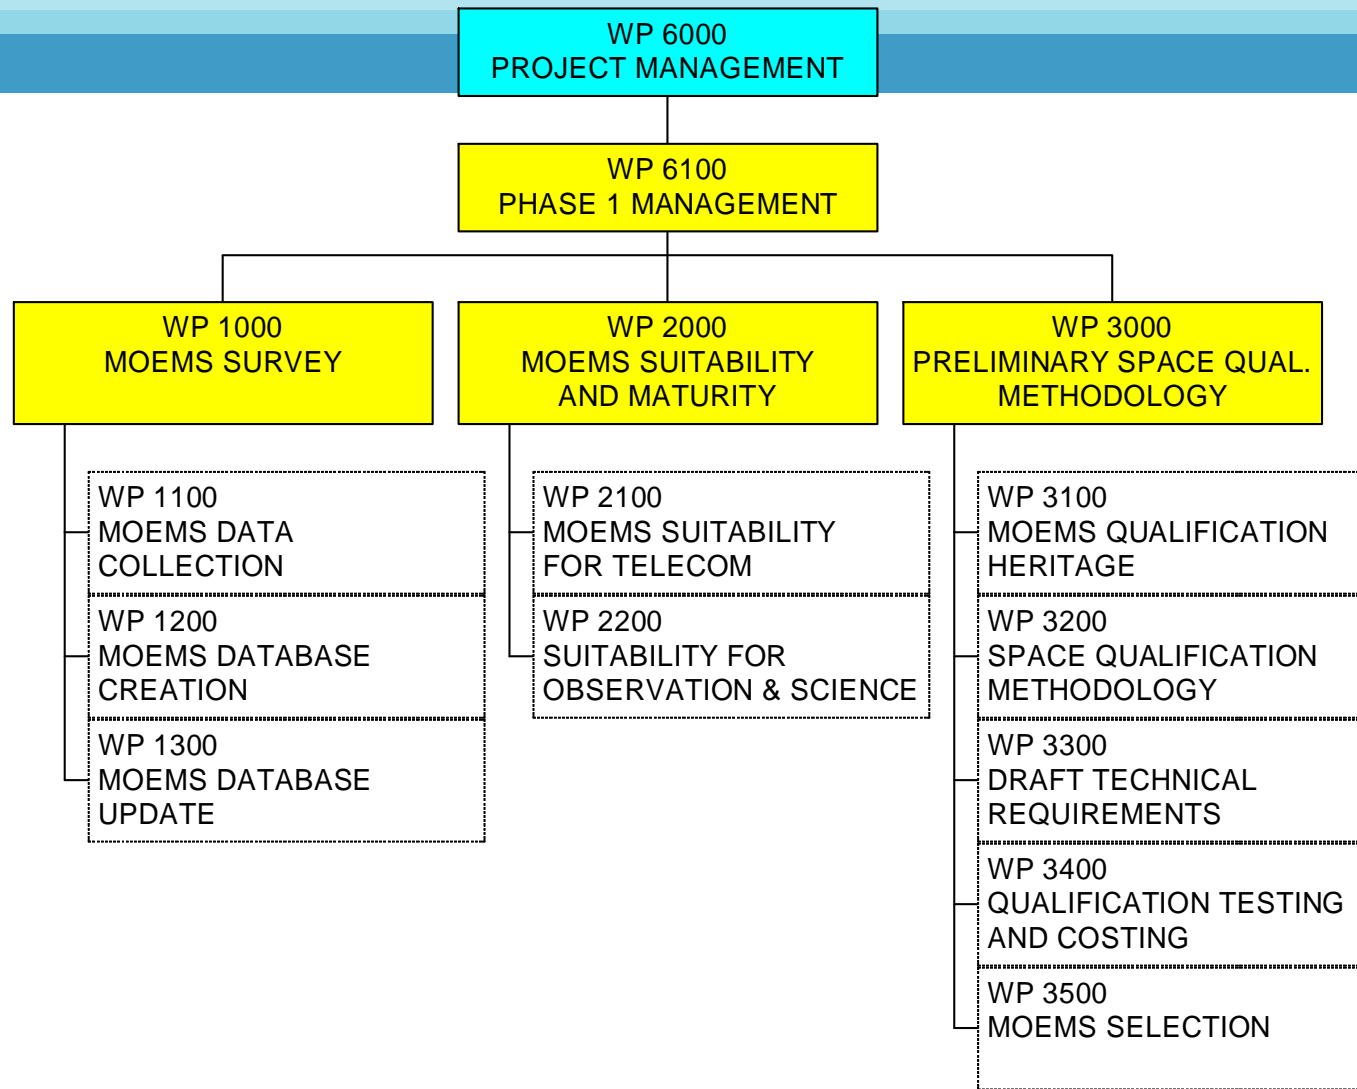 WP 6000
PROJECT MANAGEMENT
WP 6100
PHASE 1 MANAGEMENT
WP 1000
MOEMS SURVEY
WP 2000
MOEMS SUITABILITY
AND MATURITY
WP 3000
PRELIMINARY SPACE QUAL.
METHODOLOGY
WP 1100
MOEMS DATA
COLLECTION
WP 1200
MOEMS DATABASE
CREATION
WP 1300
MOEMS DATABASE
UPDATE
WP 2100
MOEMS SUITABILITY
FOR TELECOM
WP 2200
SUITABILITY FOR
OBSERVATION & SCIENCE
WP 3100
MOEMS QUALIFICATION
HERITAGE
WP 3200
SPACE QUALIFICATION
METHODOLOGY
WP 3300
DRAFT TECHNICAL
REQUIREMENTS
WP 3400
QUALIFICATION TESTING
AND COSTING
WP 3500
MOEMS SELECTION